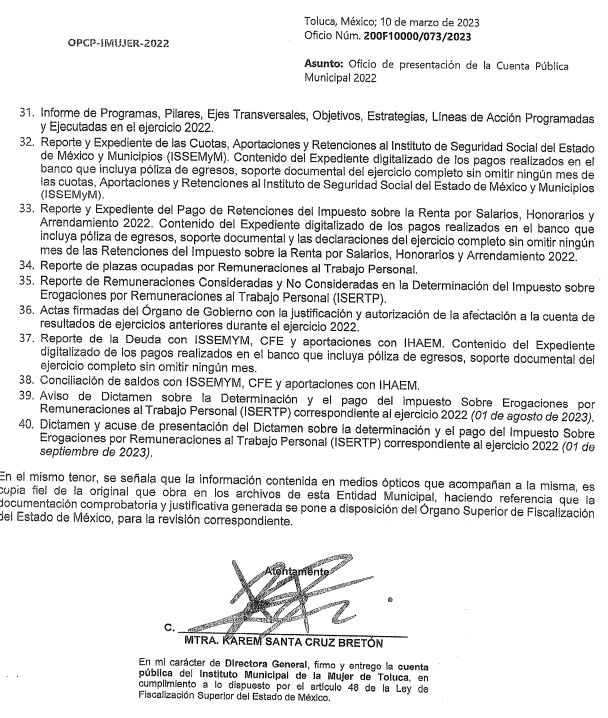 Toluca, México; 10 de marzo de 2023
Oficio Núm. 200F10000/073/2023
OPCP-IMUJER-2022
Asunto: Oficio de presentación de la Cuenta Pública
Municipal 2022
31. Informe de Programas, Pilares, Ejes Transversales, Objetivos, Estrategias, Líneas de Acción Programadas
y Ejecutadas en el ejercicio 2022.
32. Reporte y Expediente de las Cuotas, Aportaciones y Retenciones al Instituto de Seguridad Social del Estado
de México y Municipios (ISSEMyM). Contenido del Expediente digitalizado de los pagos realizados en el
banco que incluya póliza de egresos, soporte documental del ejercicio completo sin omitir ningún mes de
las cuotas, Aportaciones y Retenciones al Instituto de Seguridad Social del Estado de México y Municipios
(ISSEMyM).
33. Reporte y Expediente del Pago de Retenciones del Impuesto sobre la Renta por Salarios, Honorarios y
Arrendamiento 2022. Contenido del Expediente digitalizado de los pagos realizados en el banco que
incluya póliza de egresos, soporte documental y las declaraciones del ejercicio completo sin omitir ningún
mes de las Retenciones del Impuesto sobre la Renta por Salarios, Honorarios y Arrendamiento 2022.
34. Reporte de plazas ocupadas por Remuneraciones al Trabajo Personal.
35. Reporte de Remuneraciones Consideradas y No Consideradas en la Determinación del Impuesto sobre
Erogaciones por Remuneraciones al Trabajo Personal (ISERTP).
36. Actas firmadas del Órgano de Gobierno con la justificación y autorización de la afectación a la cuenta de
resultados de ejercicios anteriores durante el ejercicio 2022.
37. Reporte de la Deuda con ISSEMYM, CFE y aportaciones con IHAEM. Contenido del Expediente
digitalizado de los pagos realizados en el banco que incluya póliza de egresos, soporte documental del
ejercicio completo sin omitir ningún mes.
38. Conciliación de saldos con ISSEMYM, CFE y aportaciones con IHAEM.
39. Aviso de Dictamen sobre la Determinación y el pago del impuesto Sobre Erogaciones por
Remuneraciones al Trabajo Personal (ISERTP) correspondiente al ejercicio 2022 (01 de agosto de 2023).
40. Dictamen y acuse de presentación del Dictamen sobre la determinación y el pago del Impuesto Sobre
Erogaciones por Remuneraciones al Trabajo Personal (ISERTP) correspondiente al ejercicio 2022 (01 de
septiembre de 2023).
En el mismo tenor, se señala que la información contenida en medios ópticos que acompañan a la misma, es
copia fiel de la original que obra en los archivos de esta Entidad Municipal, haciendo referencia que la
documentación comprobatoria y justificativa generada se pone a disposición del Órgano Superior de Fiscalización
del Estado de México, para la revisión correspondiente.
Atentamente
C.
MTRA. KAREM SANTA CRUZ BRETÓN
En mi carácter de Directora General, firmo y entrego la cuenta
pública del Instituto Municipal de la Mujer de Toluca, en
cumplimiento a lo dispuesto por el artículo 48 de la Ley de
Fiscalización Superior del Estado de México.